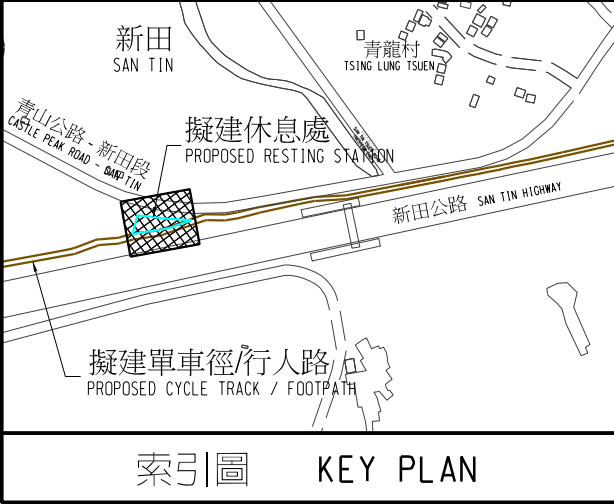 新田
SAN TIN
青龍村
TSING LUNG TSUEN
青山公路 - 新田段
CASTLE PEAK ROAD - SAN TIN
擬建休息處
PROPOSED RESTING STATION
新田公路 SAN TIN HIGHWAY
擬建單車徑/行人路
PROPOSED CYCLE TRACK / FOOTPATH
索引圖 KEY PLAN